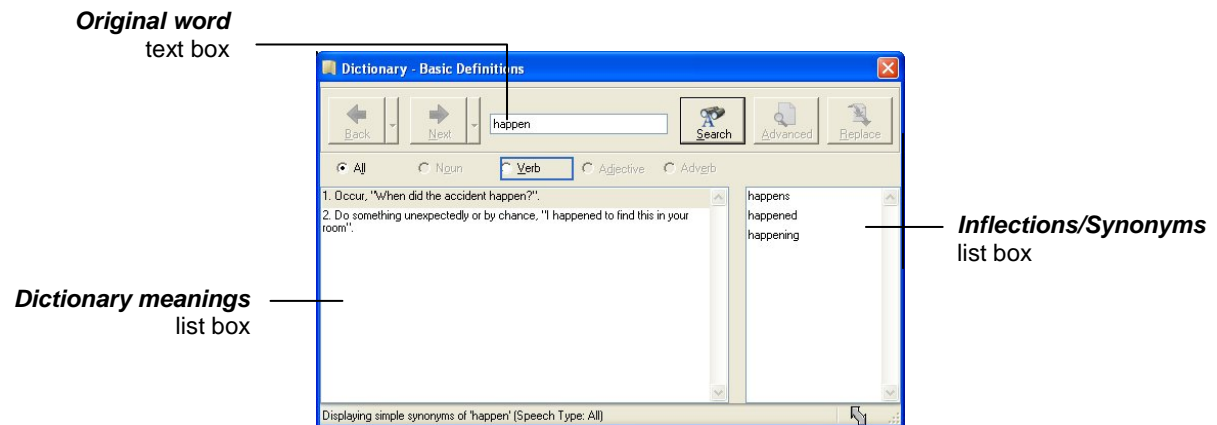 Original word
text box
Dictionary - Basic Definitions
Back
Next
happen
Search
Advanced
Replace
All
Noun
Verb
Adjective
Adverb
1. Occur, "When did the accident happen?".
2. Do something unexpectedly or by chance, "I happened to find this in your
room".
happens
happened
happening
Inflections/Synonyms
list box
Dictionary meanings
list box
Displaying simple synonyms of 'happen' (Speech Type: All)